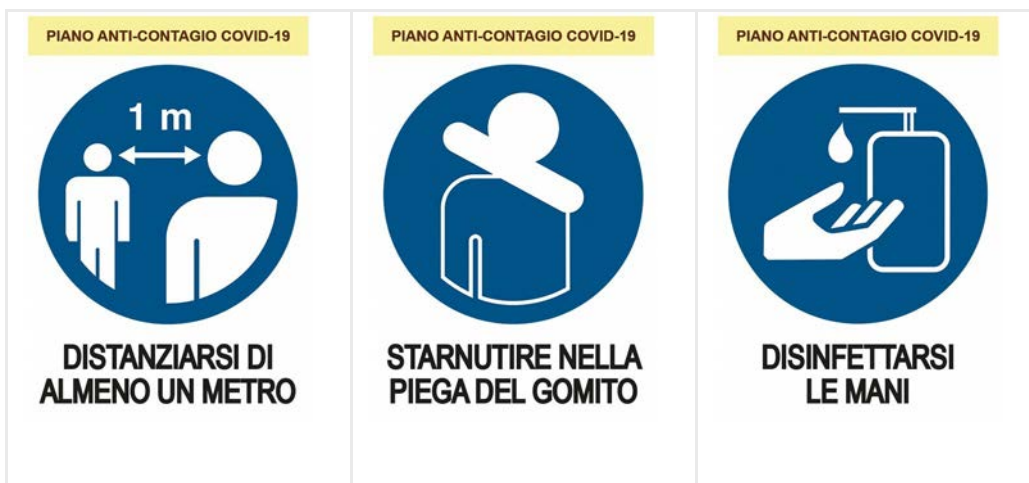 PIANO ANTI-CONTAGIO COVID-19
1 m
DISTANZIARSI DI
ALMENO UN METRO
PIANO ANTI-CONTAGIO COVID-19
STARNUTIRE NELLA
PIEGA DEL GOMITO
PIANO ANTI-CONTAGIO COVID-19
DISINFETTARSI
LE MANI